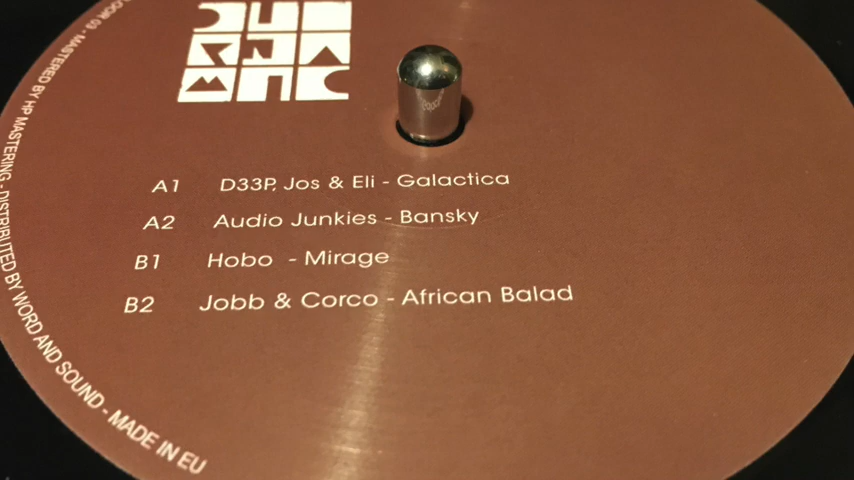 A1 D33P, Jos & Eli - Galactica
A2 Audio Junkies - Bansky
B1 Hobo - Mirage
B2 Jobb & Corco - African Balad
03 - MASTERED BY HP MASTERING - DISTRIBUTED BY WORD AND SOUND - MADE IN EU